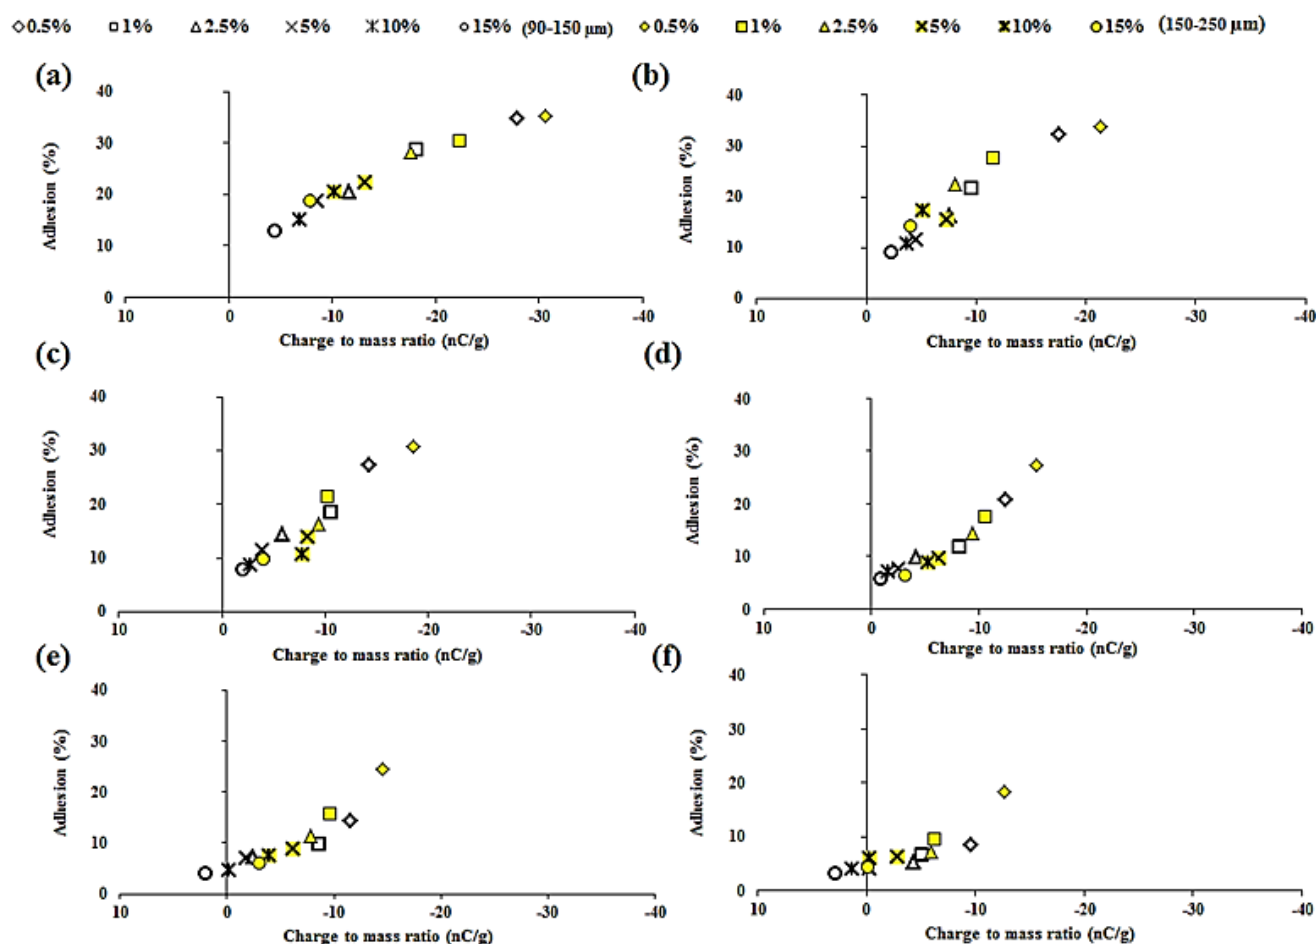 0.5% 1% 2.5% 5% 10% 15% (90-150 µm) 0.5% 1% 2.5% 5% 10% 15% (150-250 µm)
(a)
Adhesion (%)
40
30
20
10
0
10 0 -10 -20 -30 -40
Charge to mass ratio (nC/g)
(b)
Adhesion (%)
40
30
20
10
0
10 0 -10 -20 -30 -40
Charge to mass ratio (nC/g)
(c)
Adhesion (%)
40
30
20
10
0
10 0 -10 -20 -30 -40
Charge to mass ratio (nC/g)
(d)
Adhesion (%)
40
30
20
10
0
10 0 -10 -20 -30 -40
Charge to mass ratio (nC/g)
(e)
Adhesion (%)
40
30
20
10
0
10 0 -10 -20 -30 -40
Charge to mass ratio (nC/g)
(f)
Adhesion (%)
40
30
20
10
0
10 0 -10 -20 -30 -40
Charge to mass ratio (nC/g)